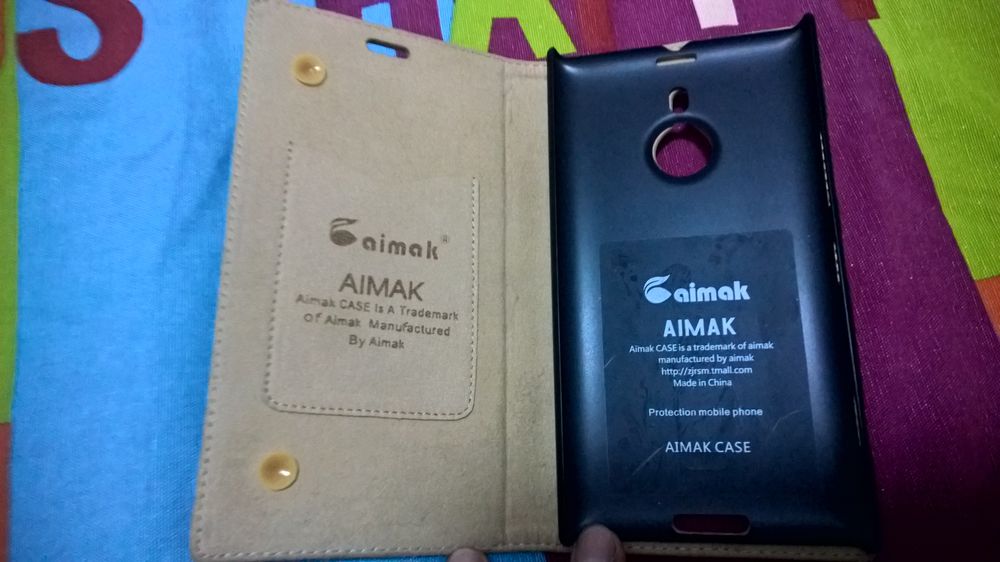 S HAPPY
aimak®
AIMAK
Aimak CASE Is A Trademark
Of Aimak Manufactured
By Aimak
aimak
AIMAK
Aimak CASE is a trademark of aimak
manufactured by aimak
http://zjrsm.tmall.com
Made in China
Protection mobile phone
AIMAK CASE